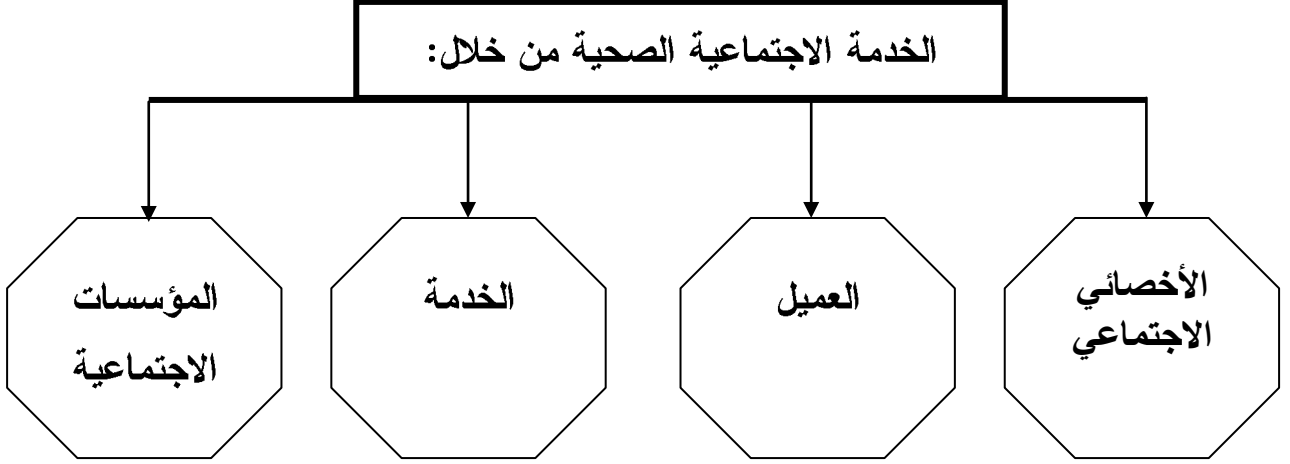 الخدمة الاجتماعية الصحية من خلال:
الأخصائي
الاجتماعي
العميل
الخدمة
المؤسسات
الاجتماعية